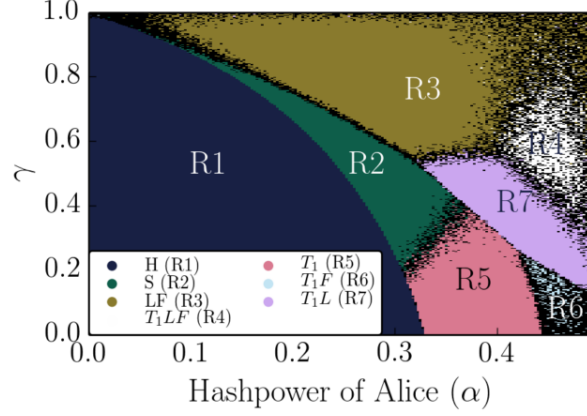 1.0
0.8
0.6
0.4
0.2
0.0
γ
R1
R2
R3
R4
R7
R5
R6
H (R1)
S (R2)
LF (R3)
T₁LF (R4)
T₁ (R5)
T₁F (R6)
T₁L (R7)
0.0 0.1 0.2 0.3 0.4
Hashpower of Alice (α)